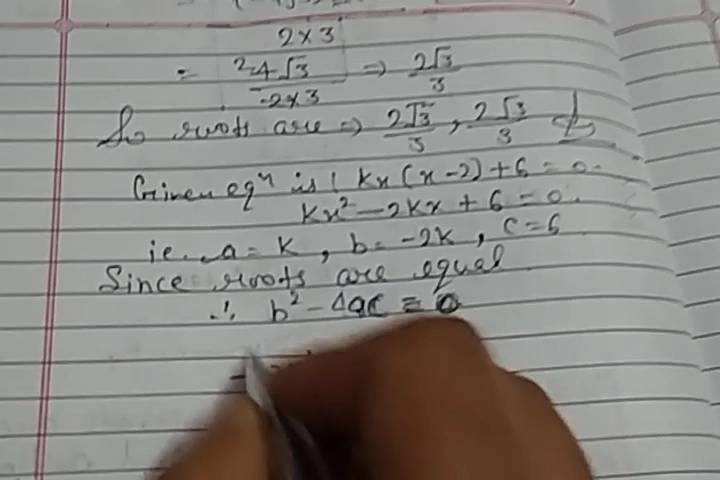 2×3
= 24√3 / -2×3 ⇒ 2√3 / 3
So roots are ⇒ 2√3 / 3 , 2√3 / 3
Given eqⁿ is | Kx(x-2)+6=0.
Kx²-2Kx+6=0.
ie. a=K, b=-2K, c=6
Since roots are equal
∴ b²-4ac=0